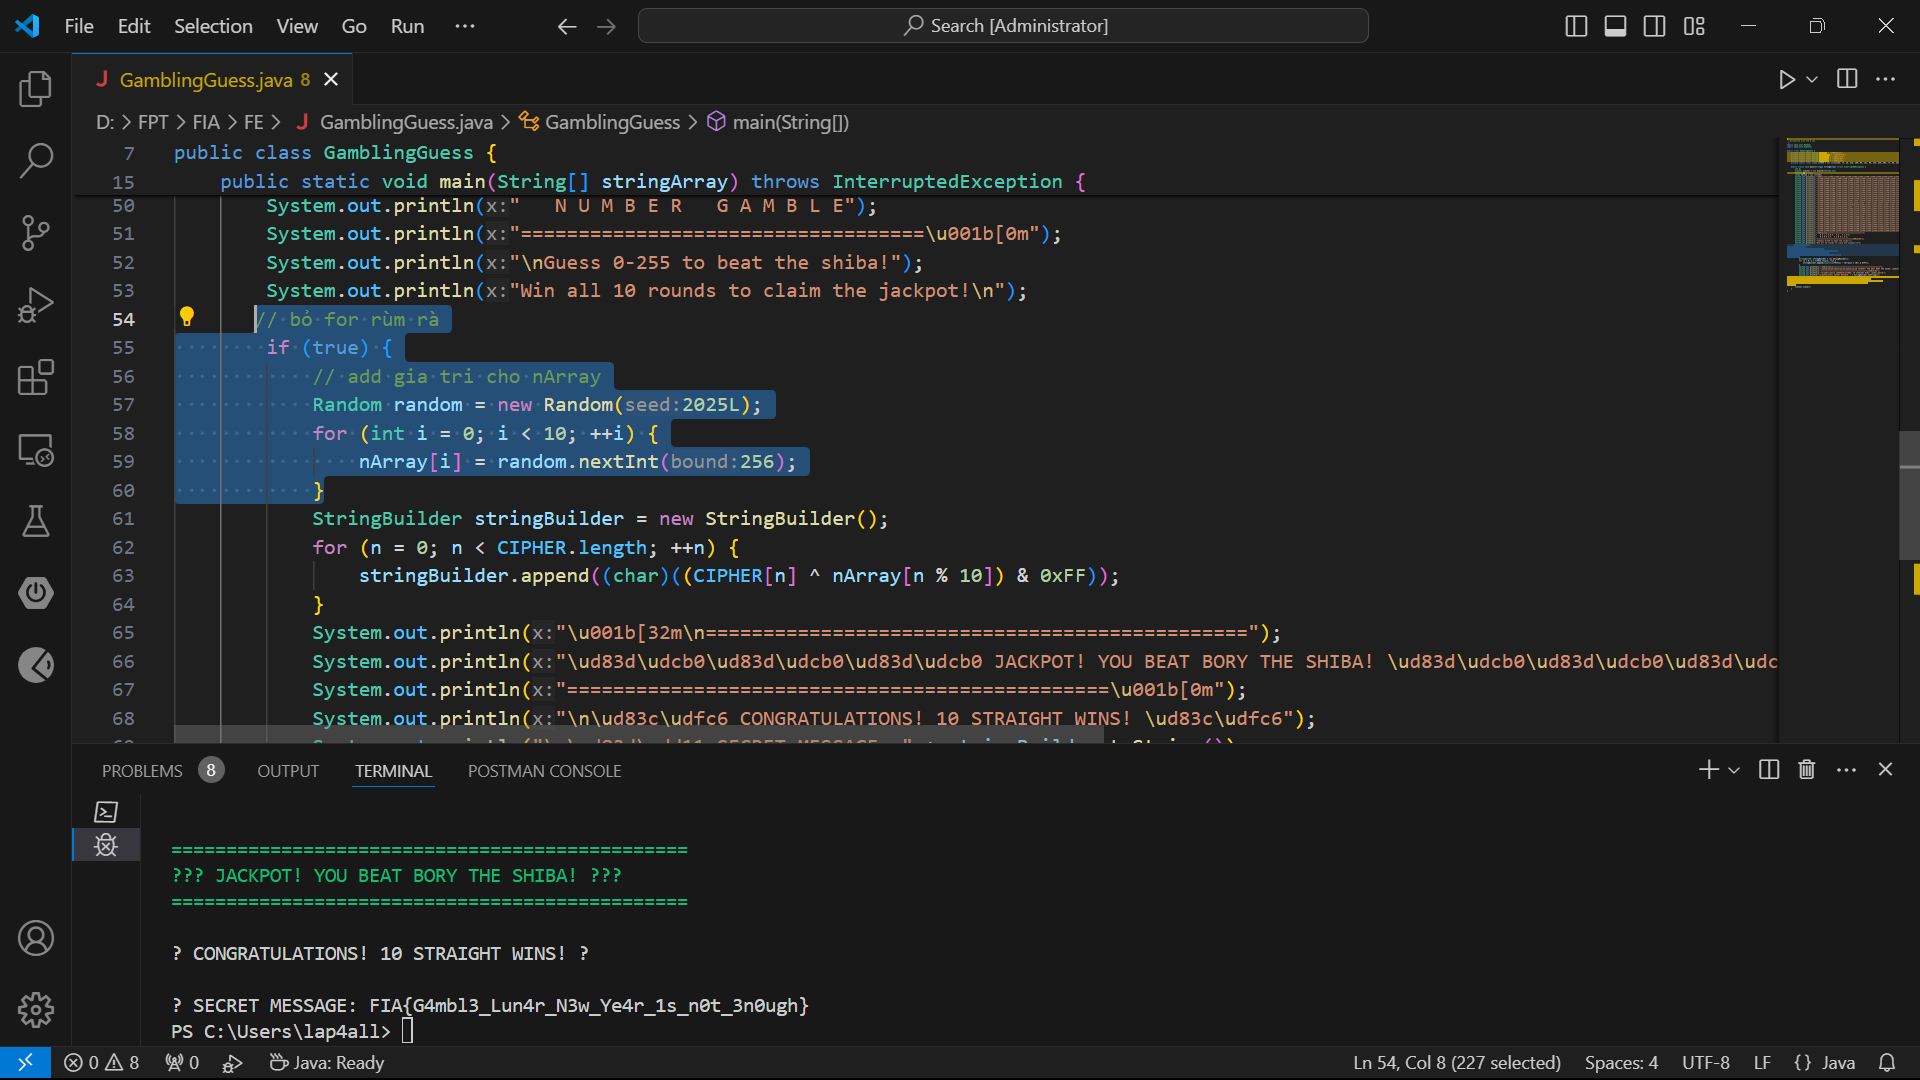 File Edit Selection View Go Run ··· Search [Administrator]
GamblingGuess.java 8
D: > FPT > FIA > FE > J GamblingGuess.java > GamblingGuess > main(String[])
7 public class GamblingGuess {
15 public static void main(String[] stringArray) throws InterruptedException {
50 System.out.println(x:"   N U M B E R   G A M B L E");
51 System.out.println(x:"===================================\u001b[0m");
52 System.out.println(x:"\nGuess 0-255 to beat the shiba!");
53 System.out.println(x:"Win all 10 rounds to claim the jackpot!\n");
54 // bỏ for rùm rà
55 if (true) {
56 // add gia tri cho nArray
57 Random random = new Random(seed:2025L);
58 for (int i = 0; i < 10; ++i) {
59 nArray[i] = random.nextInt(bound:256);
60 }
61 StringBuilder stringBuilder = new StringBuilder();
62 for (n = 0; n < CIPHER.length; ++n) {
63 stringBuilder.append((char)((CIPHER[n] ^ nArray[n % 10]) & 0xFF));
64 }
65 System.out.println(x:"\u001b[32m\n===============================================");
66 System.out.println(x:"\ud83d\udcb0\ud83d\udcb0\ud83d\udcb0 JACKPOT! YOU BEAT BORY THE SHIBA! \ud83d\udcb0\ud83d\udcb0\ud83d\udc
67 System.out.println(x:"===============================================\u001b[0m");
68 System.out.println(x:"\n\ud83c\udfc6 CONGRATULATIONS! 10 STRAIGHT WINS! \ud83c\udfc6");
PROBLEMS 8 OUTPUT TERMINAL POSTMAN CONSOLE
===============================================
??? JACKPOT! YOU BEAT BORY THE SHIBA! ???
===============================================
? CONGRATULATIONS! 10 STRAIGHT WINS! ?
? SECRET MESSAGE: FIA{G4mbl3_Lun4r_N3w_Ye4r_1s_n0t_3n0ugh}
PS C:\Users\lap4all>
0 8 0 Java: Ready Ln 54, Col 8 (227 selected) Spaces: 4 UTF-8 LF {} Java